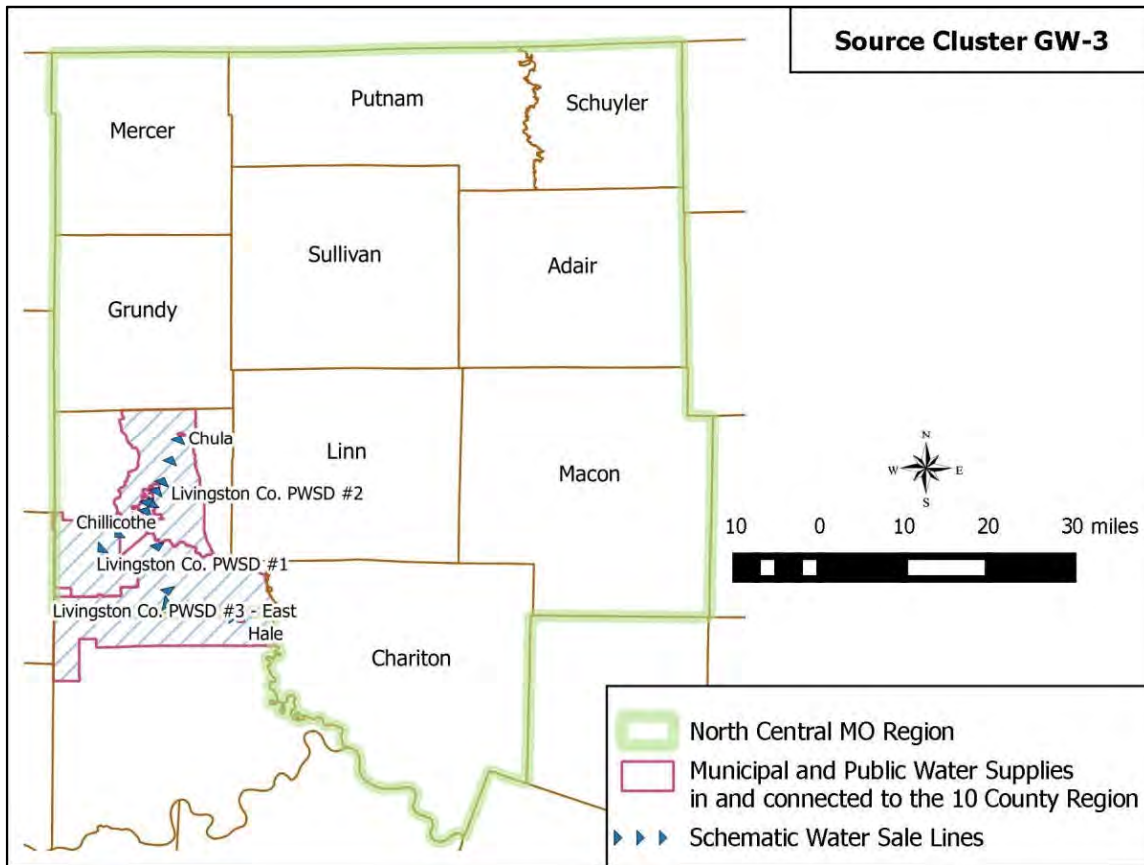 Source Cluster GW-3
Putnam
Schuyler
Mercer
Sullivan
Adair
Grundy
Chula
Linn
Macon
Livingston Co. PWSD #2
Chillicothe
Livingston Co. PWSD #1
Livingston Co. PWSD #3 - East
Hale
Chariton
N
W E
S
10 0 10 20 30 miles
North Central MO Region
Municipal and Public Water Supplies
in and connected to the 10 County Region
Schematic Water Sale Lines